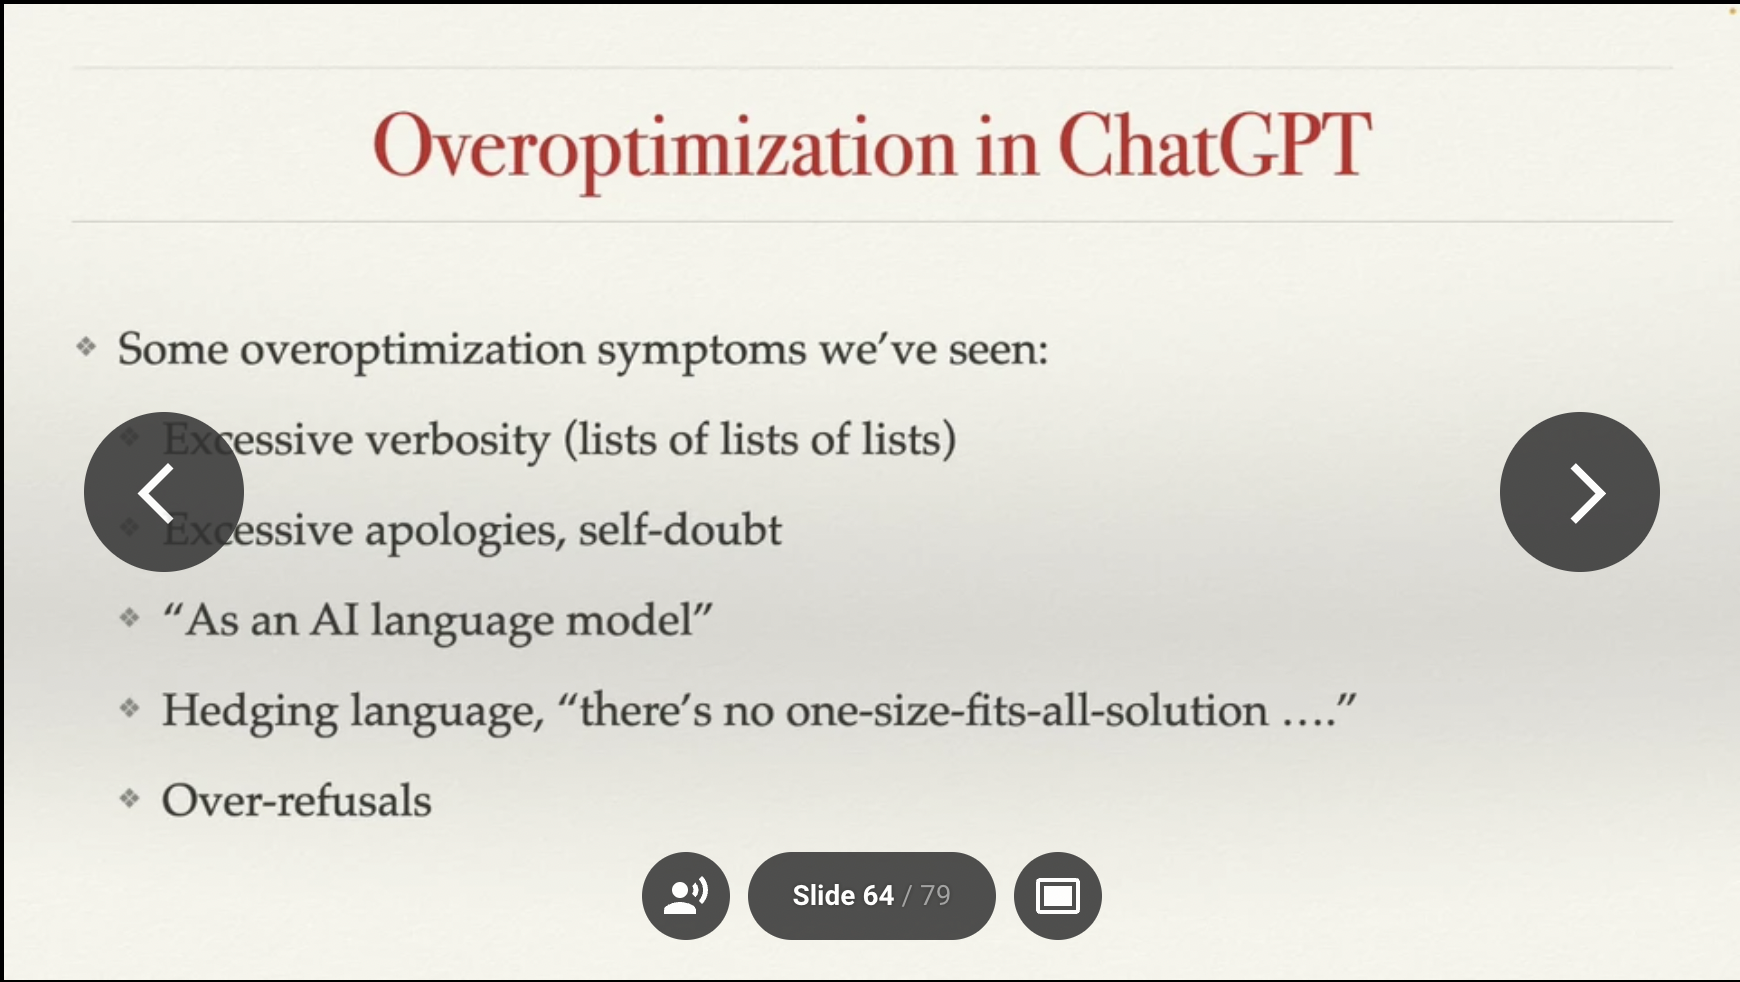 Overoptimization in ChatGPT
Some overoptimization symptoms we've seen:
Excessive verbosity (lists of lists of lists)
Excessive apologies, self-doubt
“As an AI language model”
Hedging language, “there's no one-size-fits-all-solution ….”
Over-refusals
Slide 64 / 79